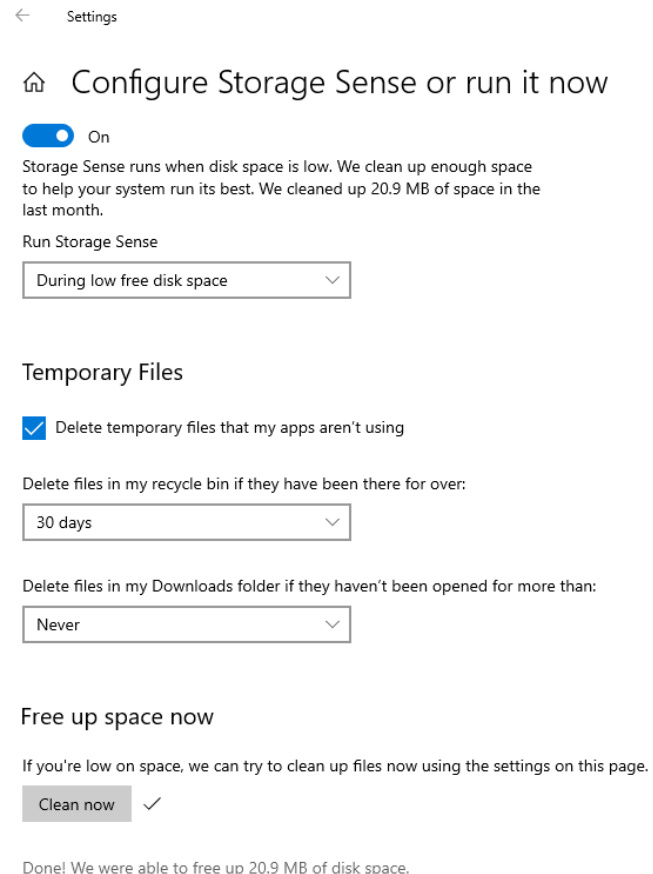 Settings
Configure Storage Sense or run it now
On
Storage Sense runs when disk space is low. We clean up enough space
to help your system run its best. We cleaned up 20.9 MB of space in the
last month.
Run Storage Sense
During low free disk space
Temporary Files
Delete temporary files that my apps aren't using
Delete files in my recycle bin if they have been there for over:
30 days
Delete files in my Downloads folder if they haven't been opened for more than:
Never
Free up space now
If you're low on space, we can try to clean up files now using the settings on this page.
Clean now
Done! We were able to free up 20.9 MB of disk space.